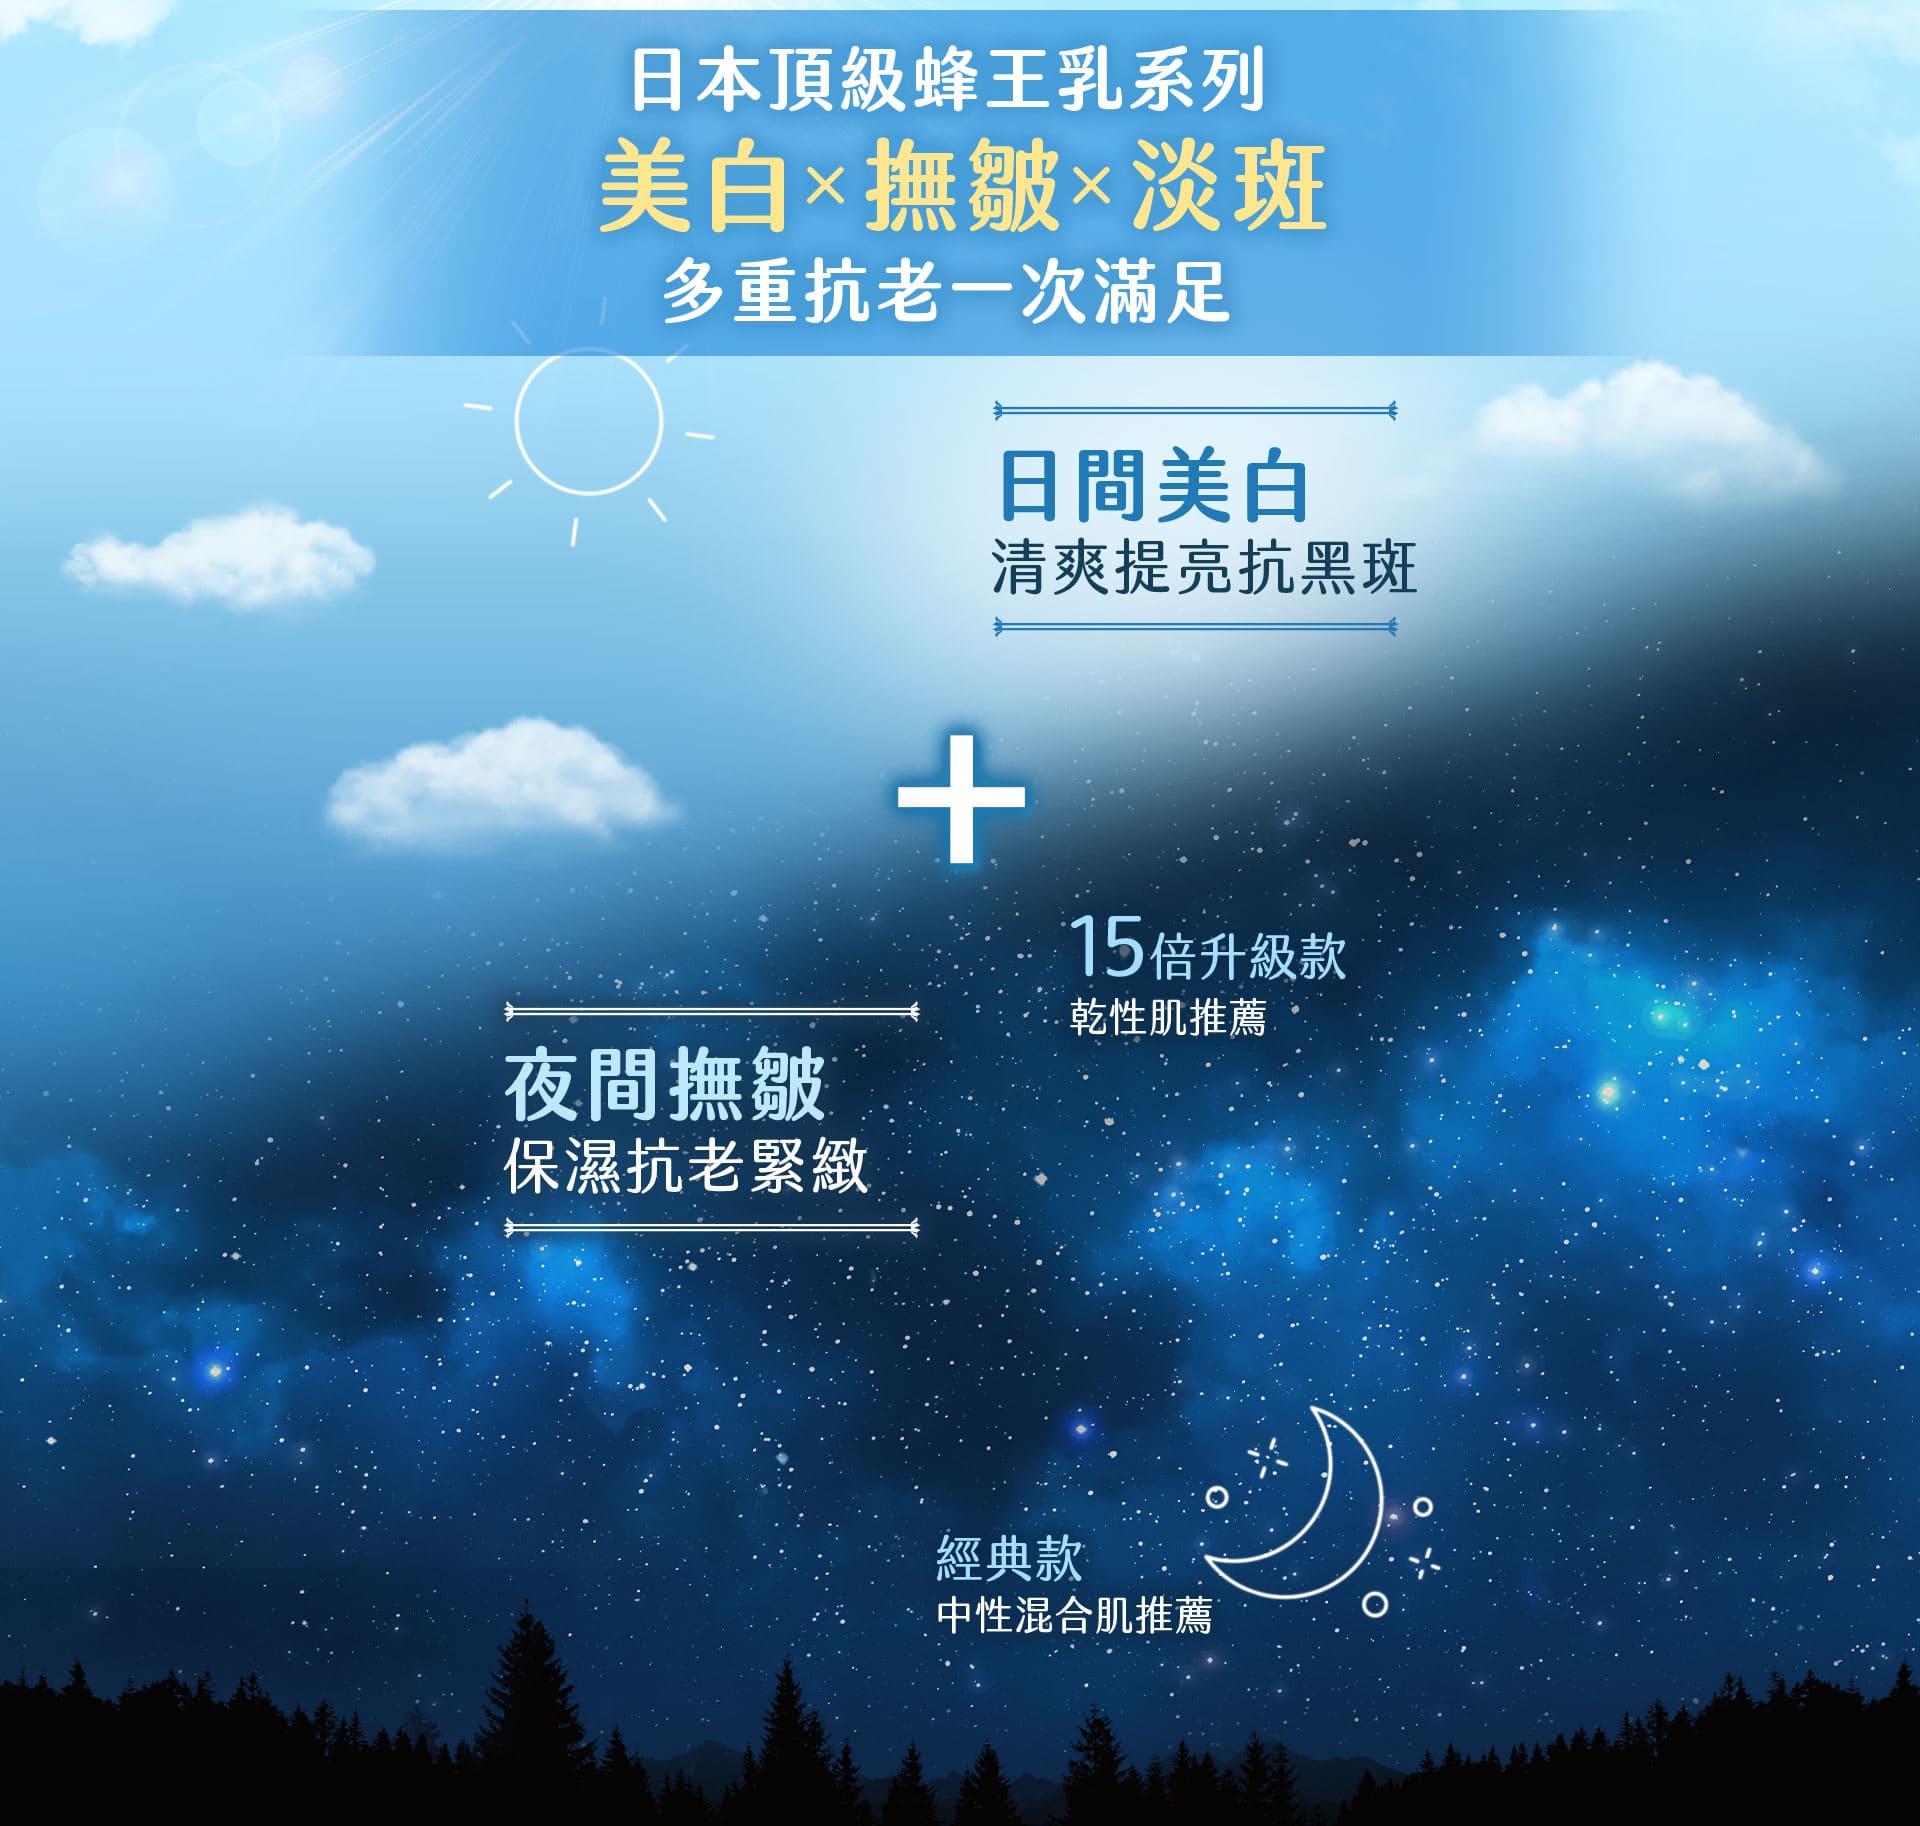 日本頂級蜂王乳系列
美白×撫皺×淡斑
多重抗老一次滿足
日間美白
清爽提亮抗黑斑
+
15倍升級款
乾性肌推薦
夜間撫皺
保濕抗老緊緻
經典款
中性混合肌推薦